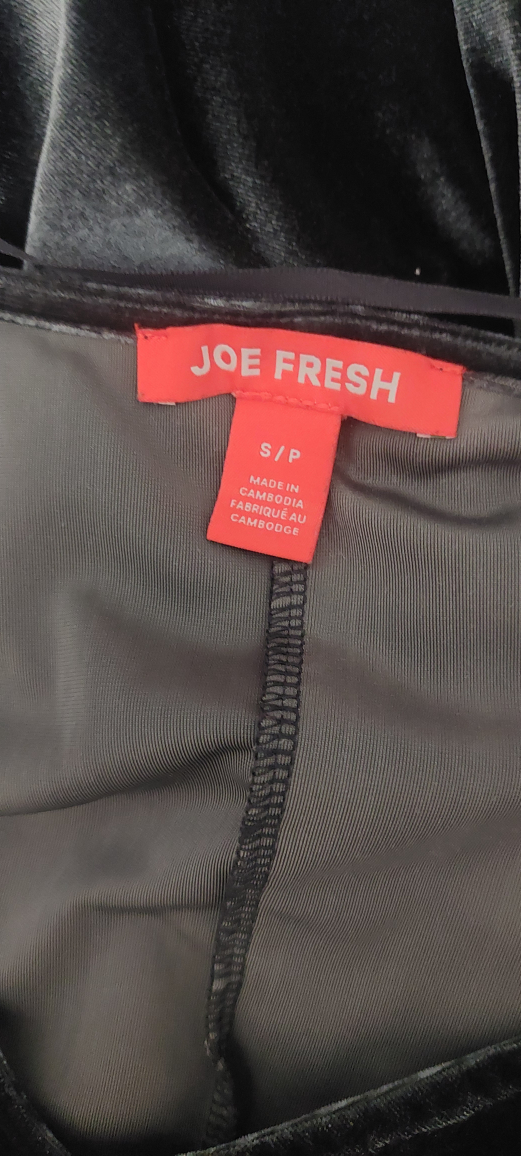 JOE FRESH
S/P
MADE IN
CAMBODIA
FABRIQUÉ AU
CAMBODGE